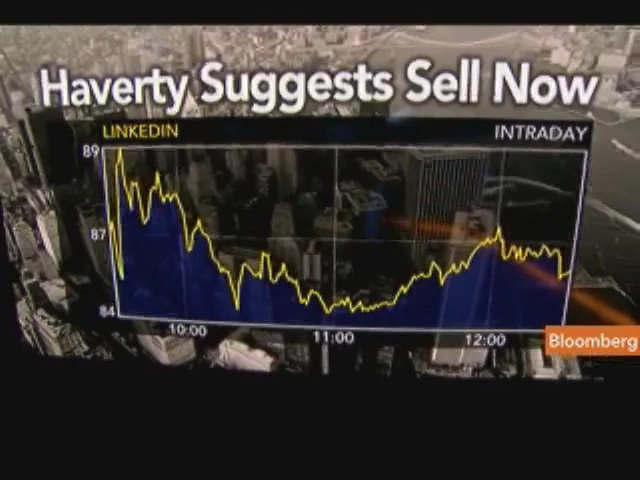 Haverty Suggests Sell Now
LINKEDIN INTRADAY
89
87
84
10:00 11:00 12:00
Bloomberg